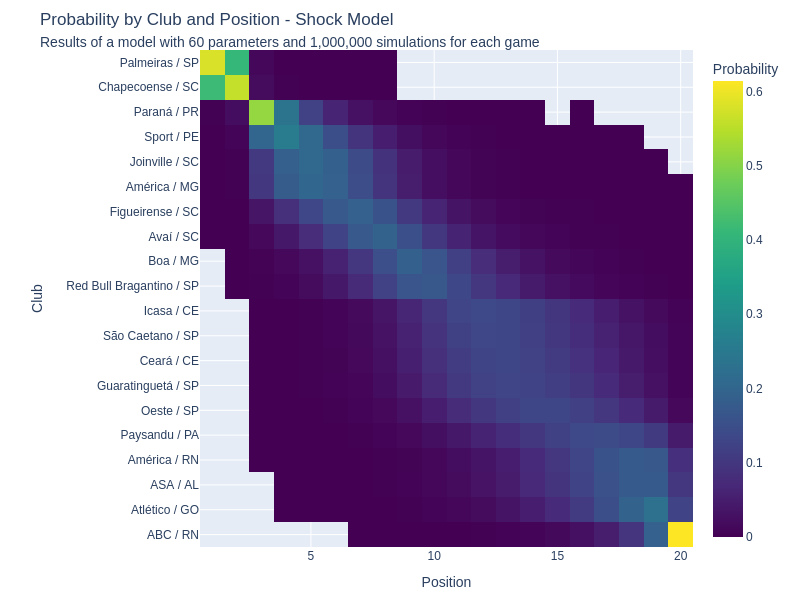 Probability by Club and Position - Shock Model
Results of a model with 60 parameters and 1,000,000 simulations for each game
Probability
Club
Palmeiras / SP
Chapecoense / SC
Paraná / PR
Sport / PE
Joinville / SC
América / MG
Figueirense / SC
Avaí / SC
Boa / MG
Red Bull Bragantino / SP
Icasa / CE
São Caetano / SP
Ceará / CE
Guaratinguetá / SP
Oeste / SP
Paysandu / PA
América / RN
ASA / AL
Atlético / GO
ABC / RN
0.6
0.5
0.4
0.3
0.2
0.1
0
5 10 15 20
Position